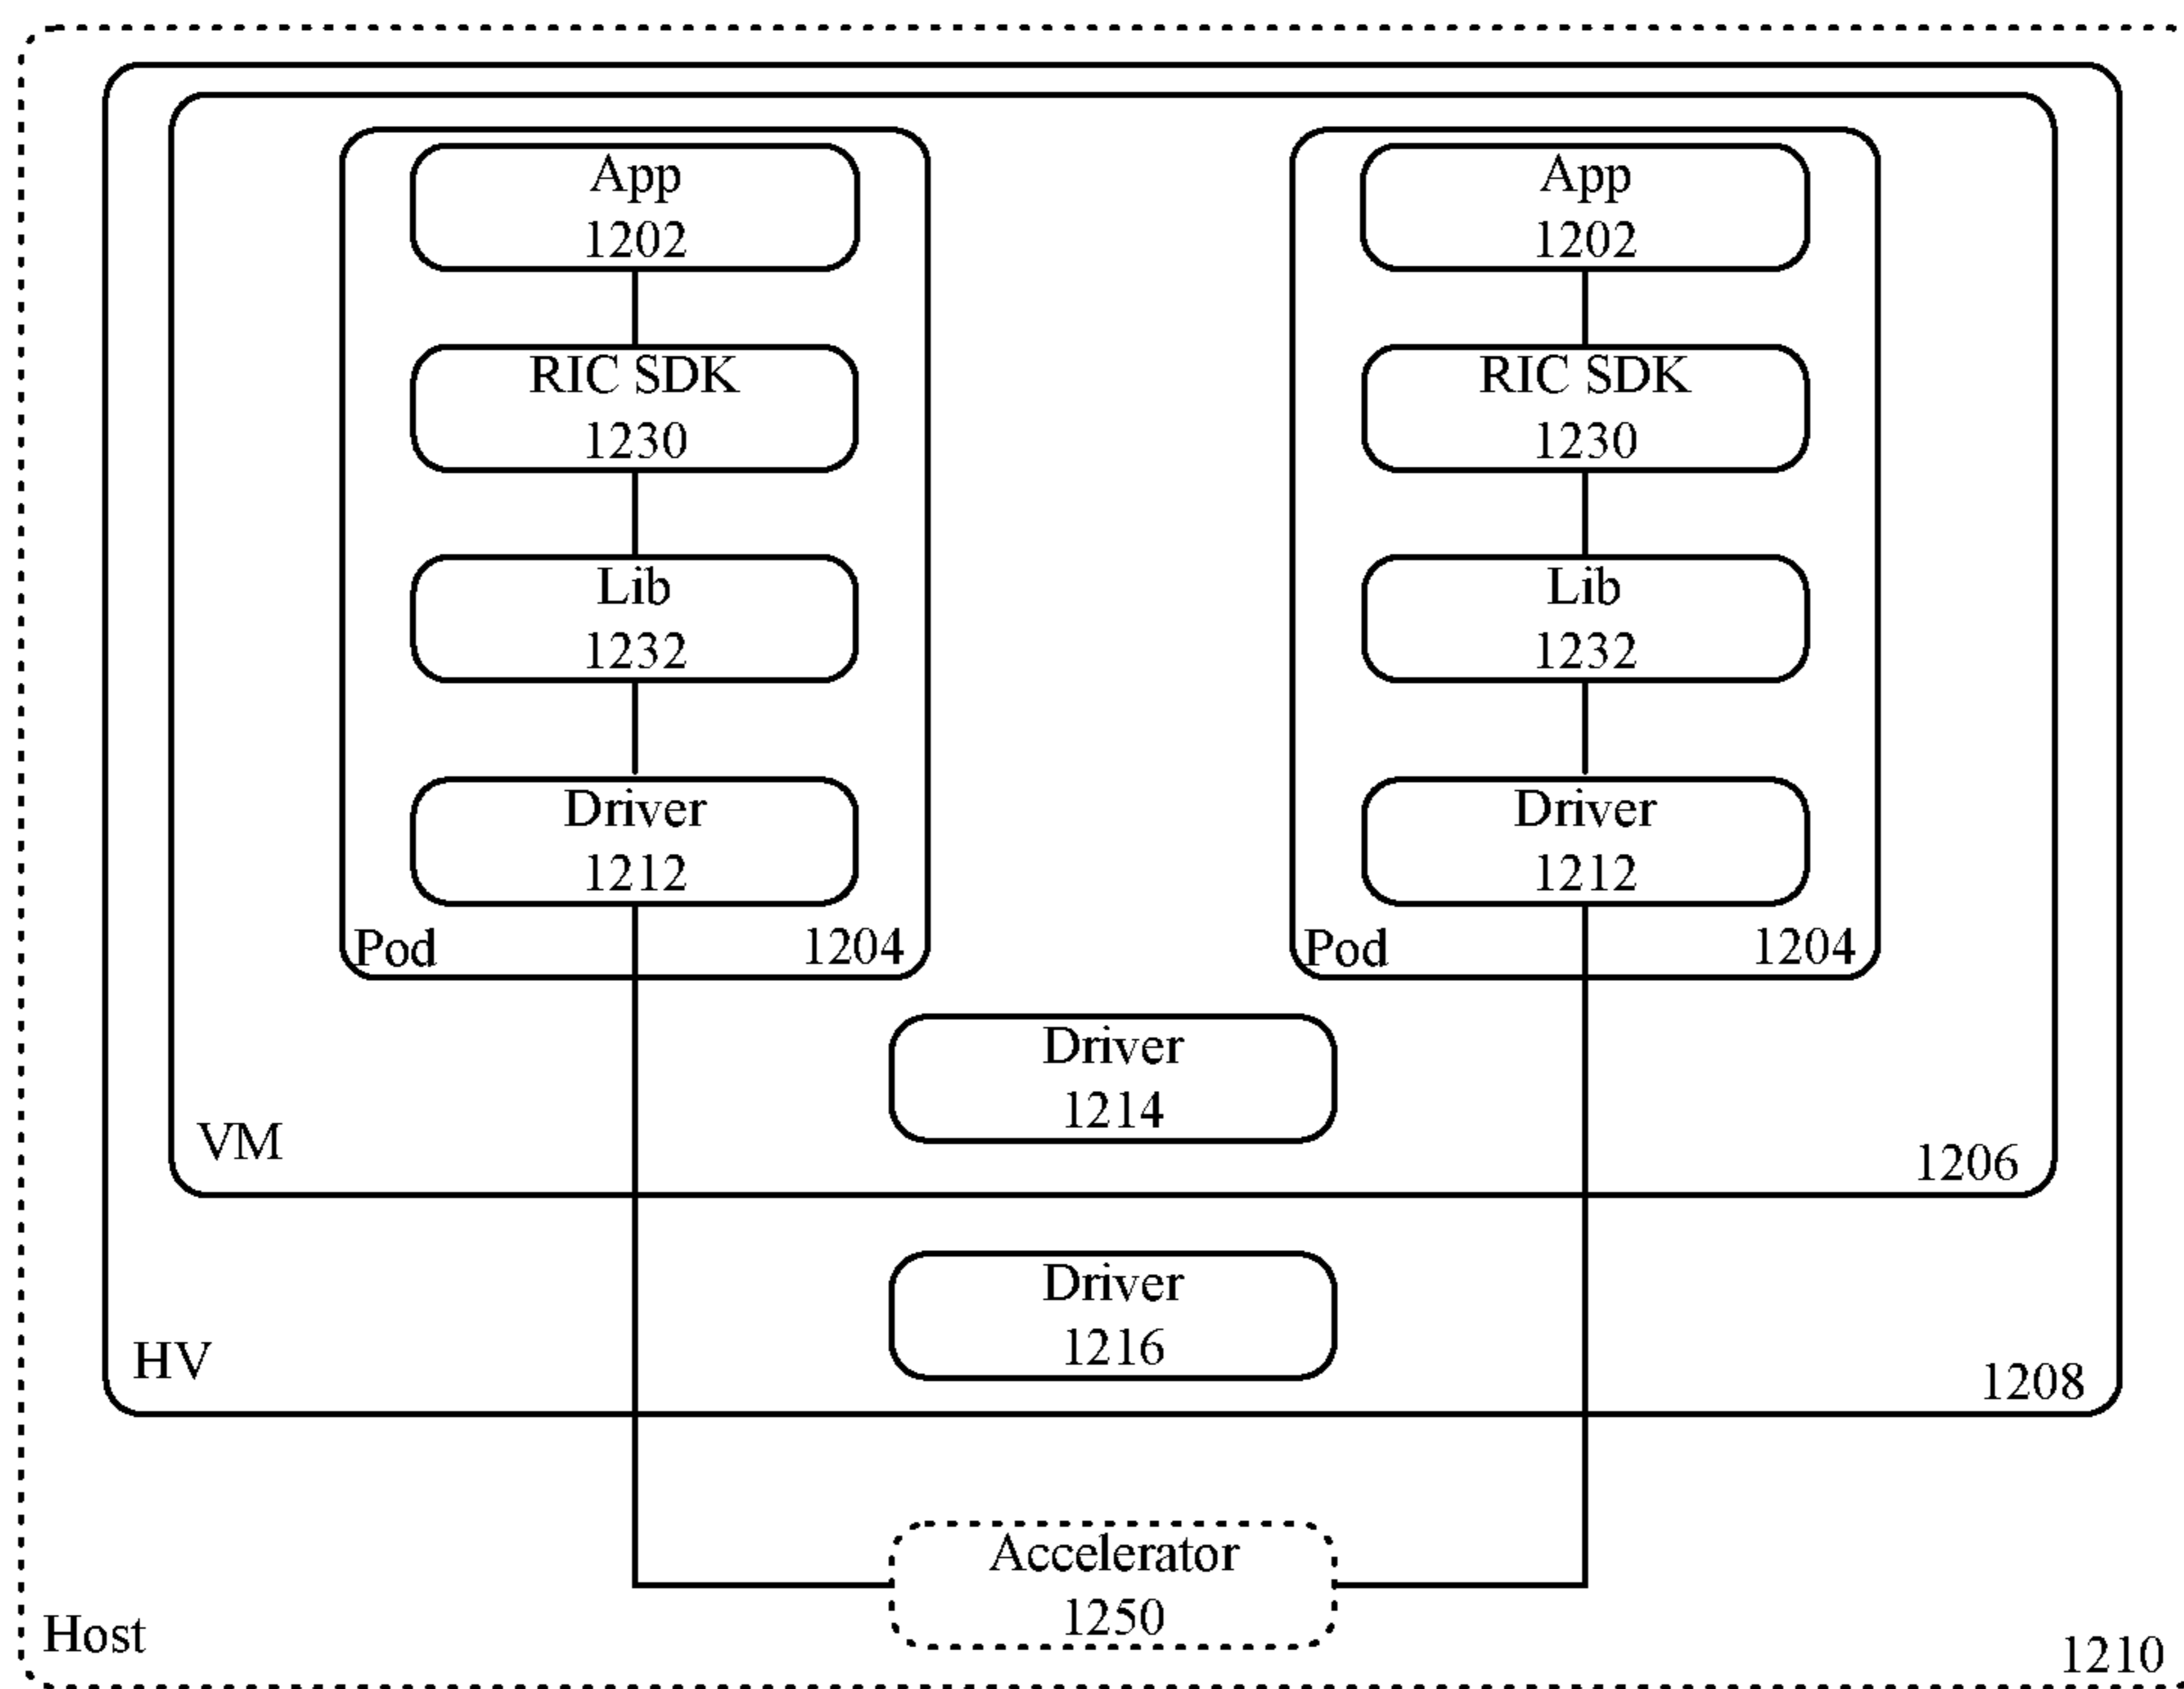 App
1202
App
1202
RIC SDK
1230
RIC SDK
1230
Lib
1232
Lib
1232
Driver
1212
Driver
1212
Pod 1204
Pod 1204
Driver
1214
VM
1206
Driver
1216
HV
1208
Accelerator
1250
Host
1210